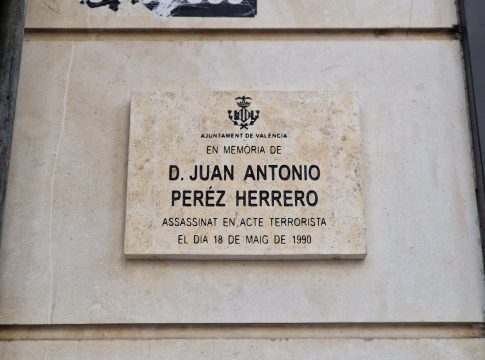 AJUNTAMENT DE VALENCIA
EN MEMORIA DE
D. JUAN ANTONIO
PERÉZ HERRERO
ASSASSINAT EN ACTE TERRORISTA
EL DIA 18 DE MAIG DE 1990